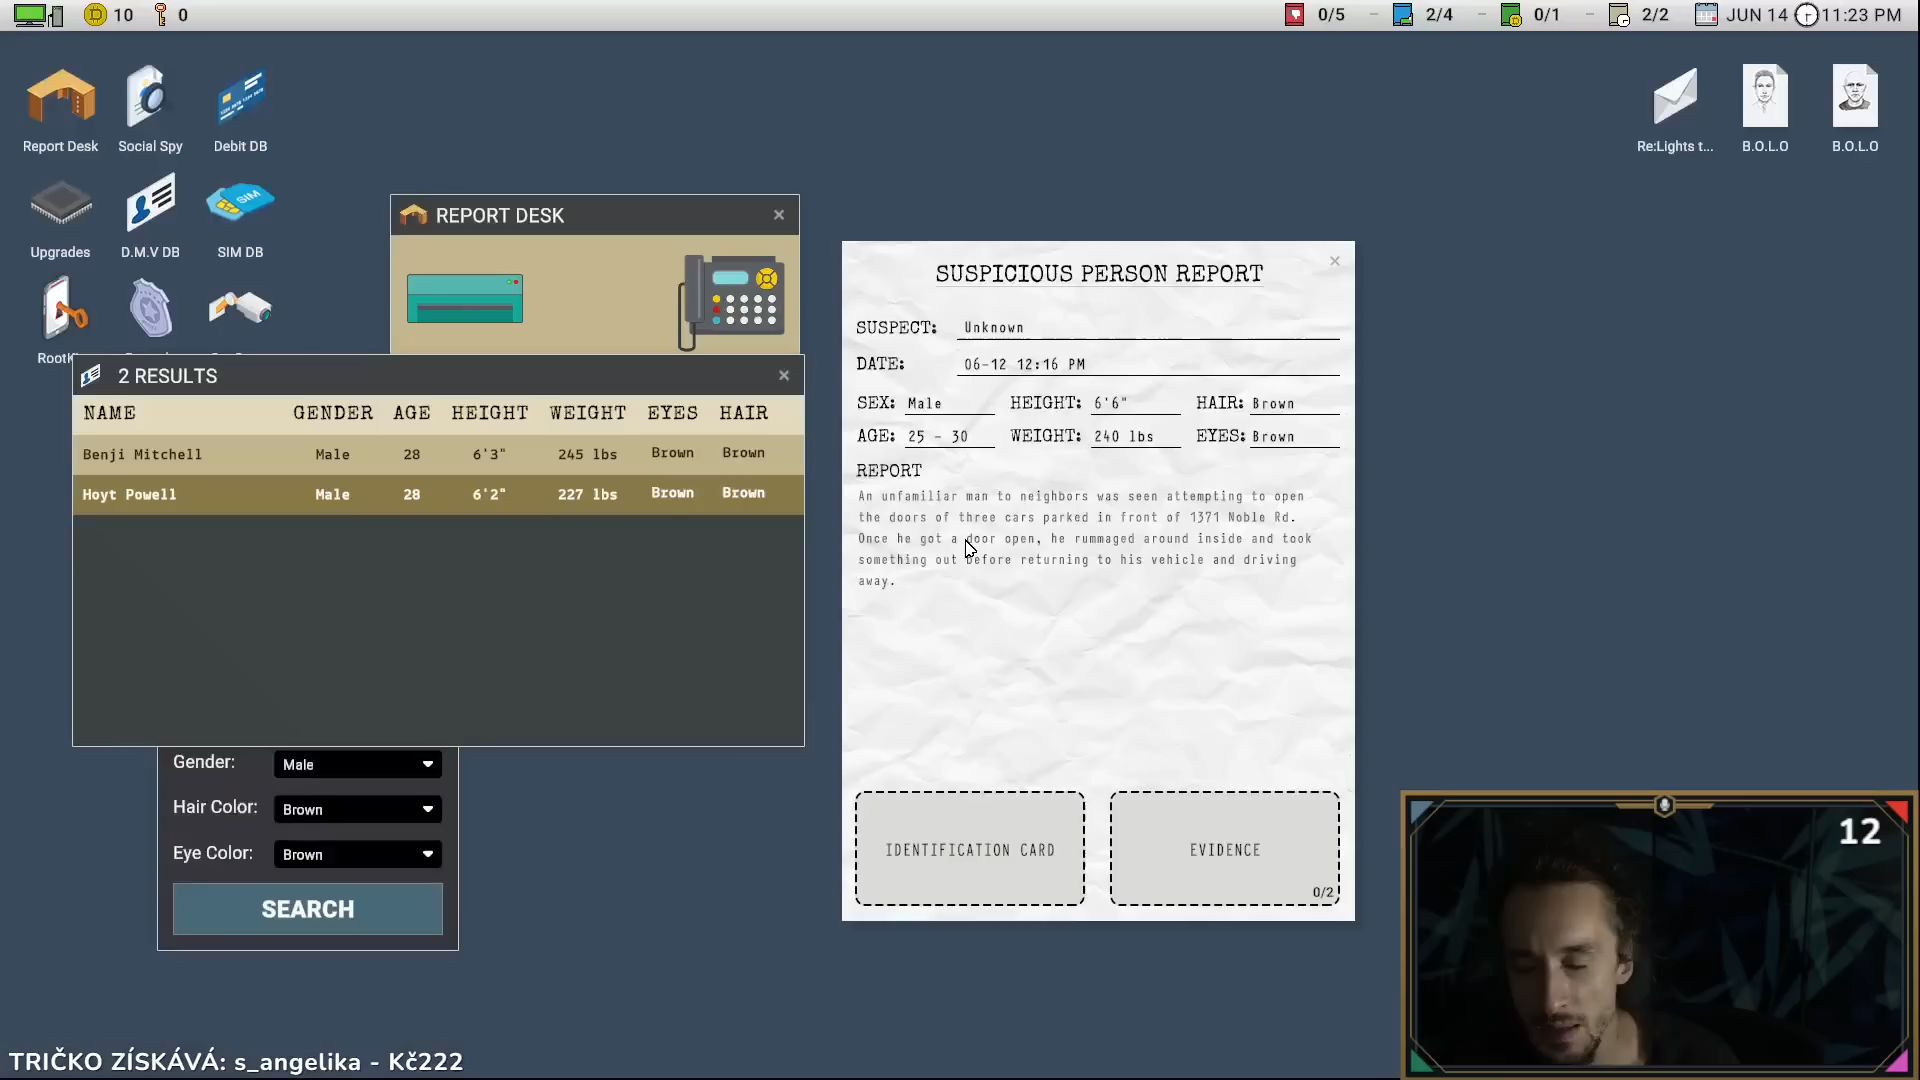 10
0
0/5
2/4
0/1
2/2
JUN 14
11:23 PM
Report Desk
Social Spy
Debit DB
Re:Lights t...
B.O.L.O
B.O.L.O
Upgrades
D.M.V DB
SIM DB
SIM
REPORT DESK
2 RESULTS
NAME GENDER AGE HEIGHT WEIGHT EYES HAIR
Benji Mitchell Male 28 6'3" 245 lbs Brown Brown
Hoyt Powell Male 28 6'2" 227 lbs Brown Brown
Gender: Male
Hair Color: Brown
Eye Color: Brown
SEARCH
SUSPICIOUS PERSON REPORT
SUSPECT: Unknown
DATE: 06-12 12:16 PM
SEX: Male HEIGHT: 6'6" HAIR: Brown
AGE: 25 - 30 WEIGHT: 240 lbs EYES: Brown
REPORT
An unfamiliar man to neighbors was seen attempting to open
the doors of three cars parked in front of 1371 Noble Rd.
Once he got a door open, he rummaged around inside and took
something out before returning to his vehicle and driving
away.
IDENTIFICATION CARD
EVIDENCE
0/2
12
TRIČKO ZÍSKÁVÁ: s_angelika - Kč222